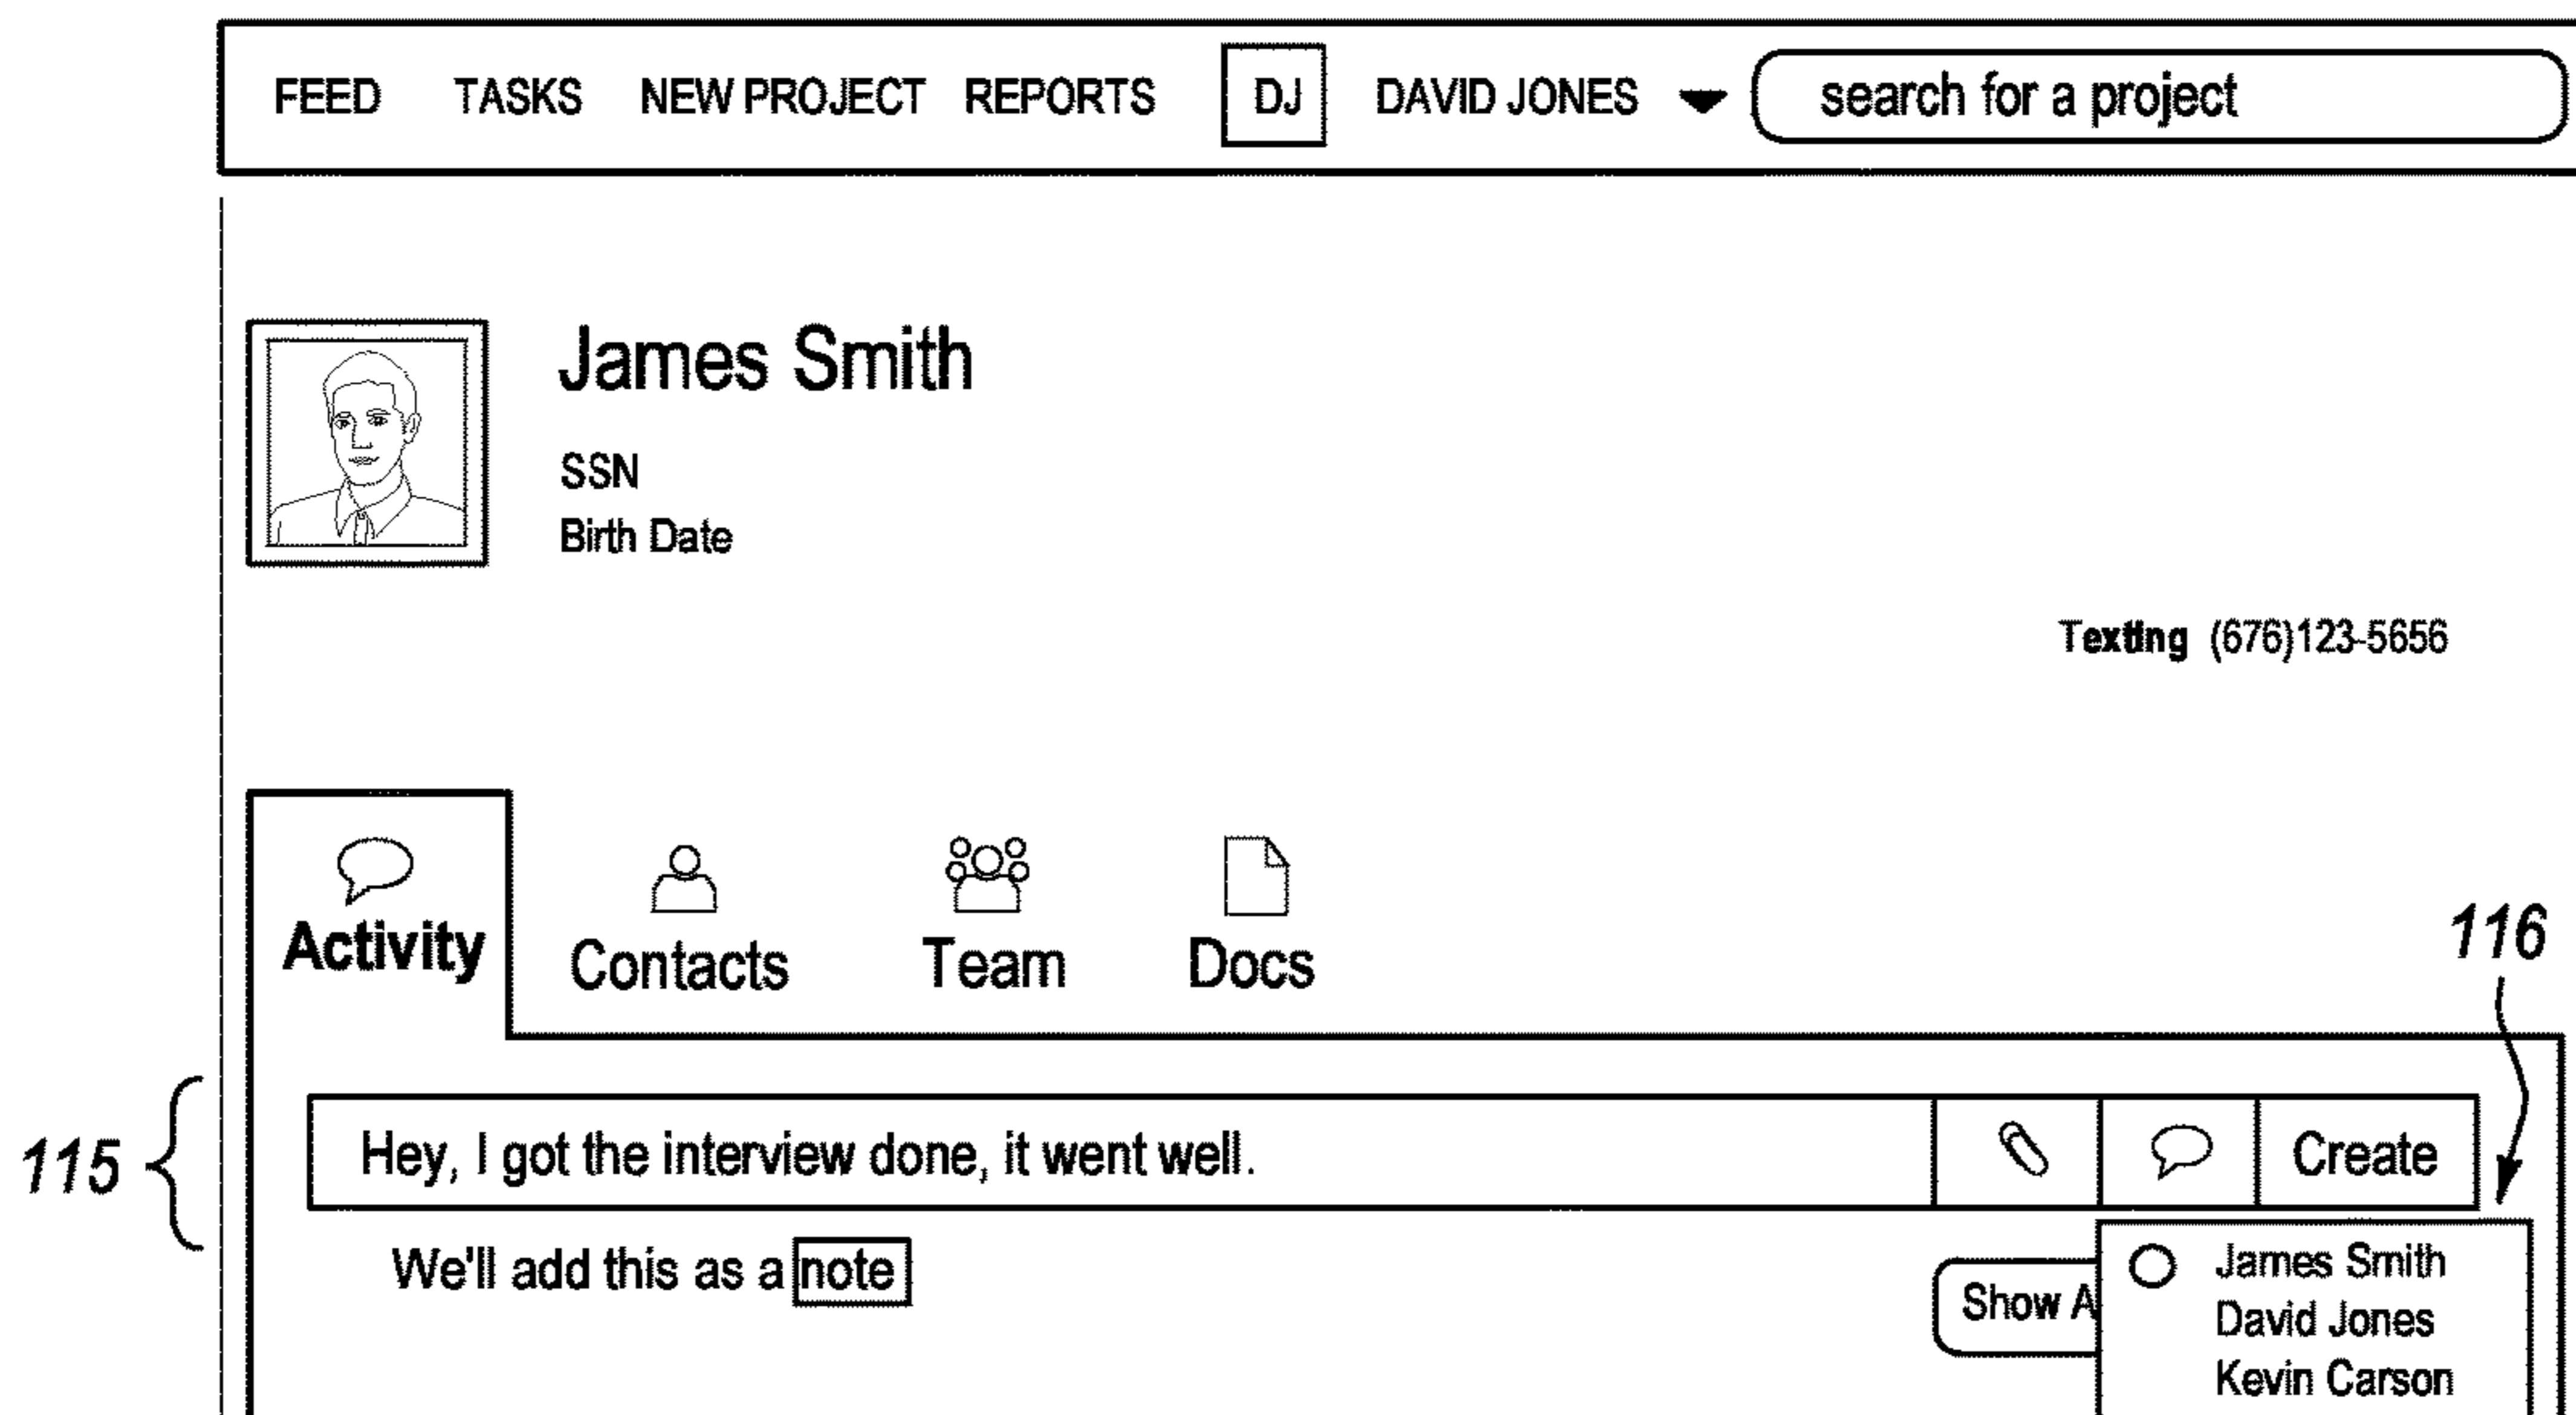 FEED TASKS NEW PROJECT REPORTS DJ DAVID JONES search for a project
James Smith
SSN
Birth Date
Texting (676)123-5656
Activity Contacts Team Docs
116
115
Hey, I got the interview done, it went well. Create
We'll add this as a note
Show A
James Smith
David Jones
Kevin Carson